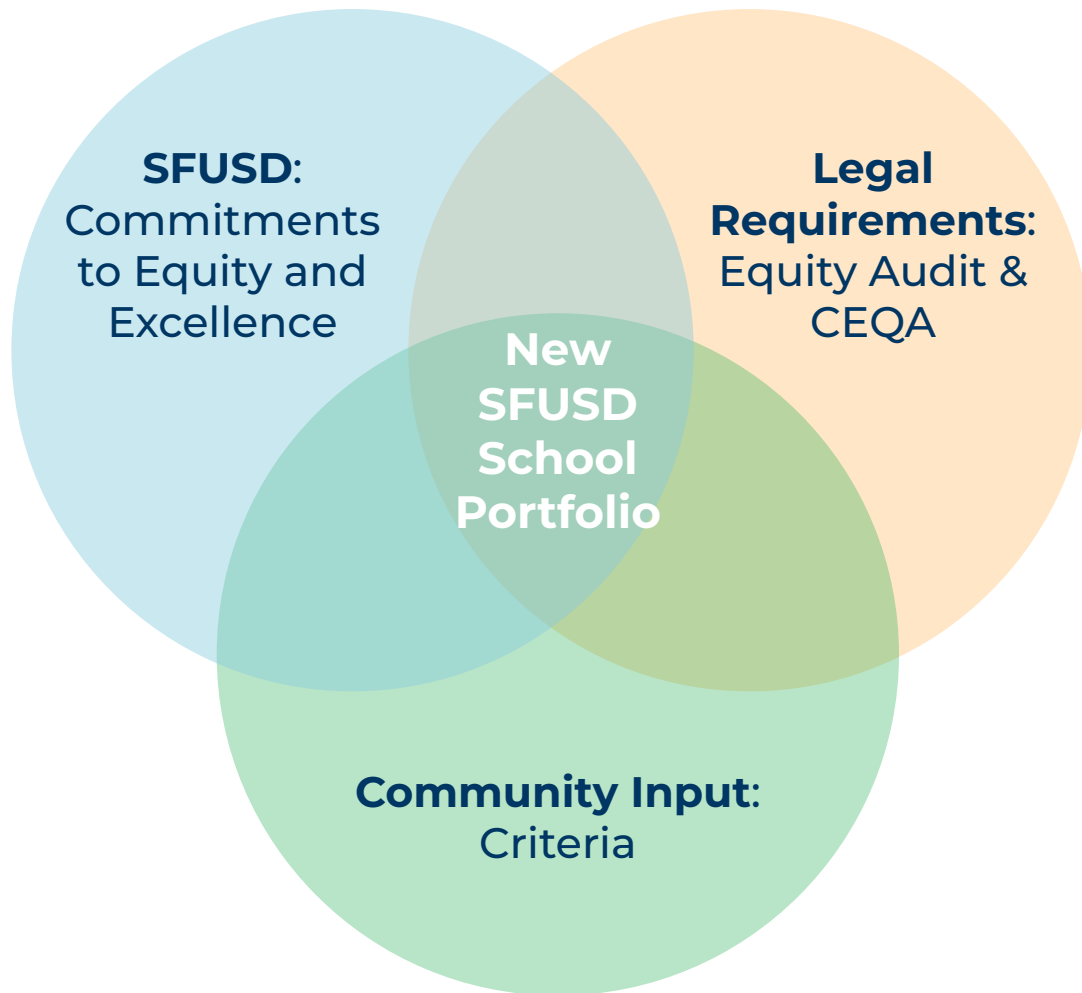 SFUSD:
Commitments
to Equity and
Excellence
Legal
Requirements:
Equity Audit &
CEQA
New
SFUSD
School
Portfolio
Community Input:
Criteria